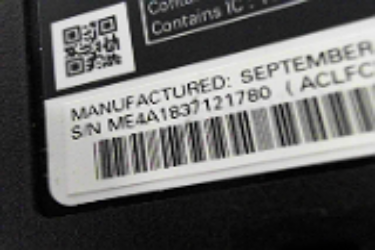 Contains IC :
MANUFACTURED: SEPTEMBER
S/N ME4A1837121780 (ACLFC